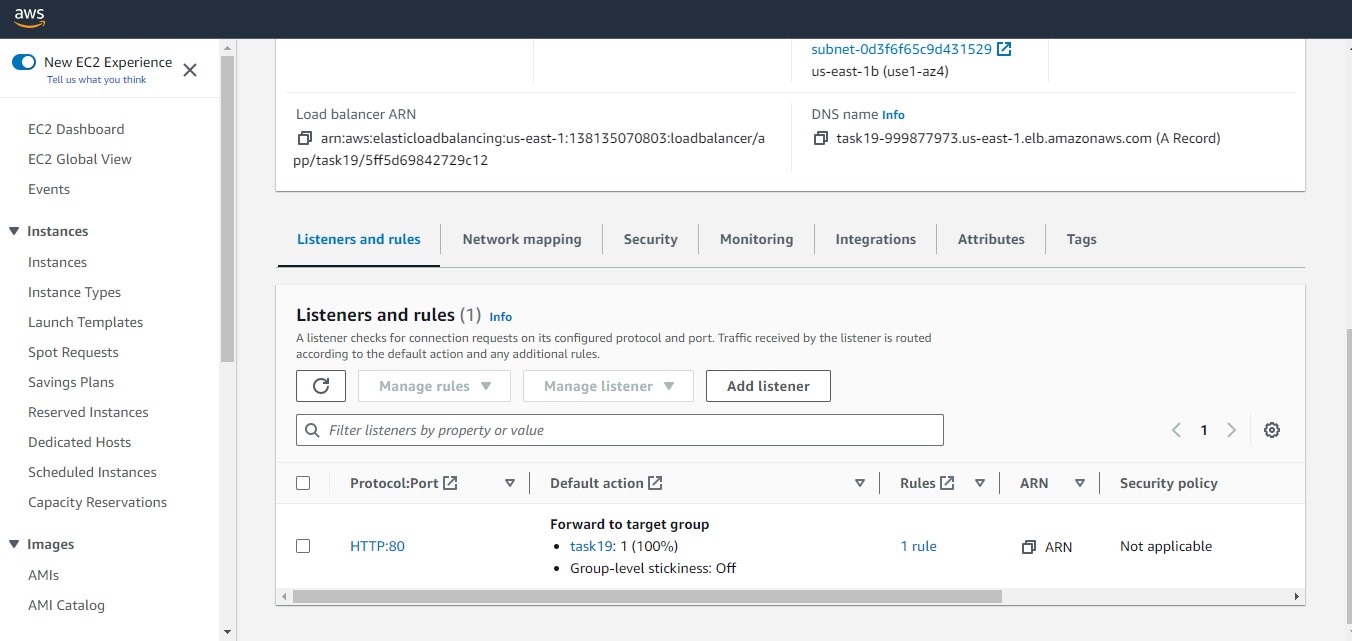 aws
New EC2 Experience
Tell us what you think
EC2 Dashboard
EC2 Global View
Events
Instances
Instances
Instance Types
Launch Templates
Spot Requests
Savings Plans
Reserved Instances
Dedicated Hosts
Scheduled Instances
Capacity Reservations
Images
AMIs
AMI Catalog
subnet-0d3f6f65c9d431529
us-east-1b (use1-az4)
Load balancer ARN
arn:aws:elasticloadbalancing:us-east-1:138135070803:loadbalancer/a
pp/task19/5ff5d69842729c12
DNS name Info
task19-999877973.us-east-1.elb.amazonaws.com (A Record)
Listeners and rules Network mapping Security Monitoring Integrations Attributes Tags
Listeners and rules (1) Info
A listener checks for connection requests on its configured protocol and port. Traffic received by the listener is routed
according to the default action and any additional rules.
Manage rules Manage listener Add listener
Filter listeners by property or value
1
Protocol:Port Default action Rules ARN Security policy
Forward to target group
HTTP:80 • task19: 1 (100%) 1 rule ARN Not applicable
• Group-level stickiness: Off